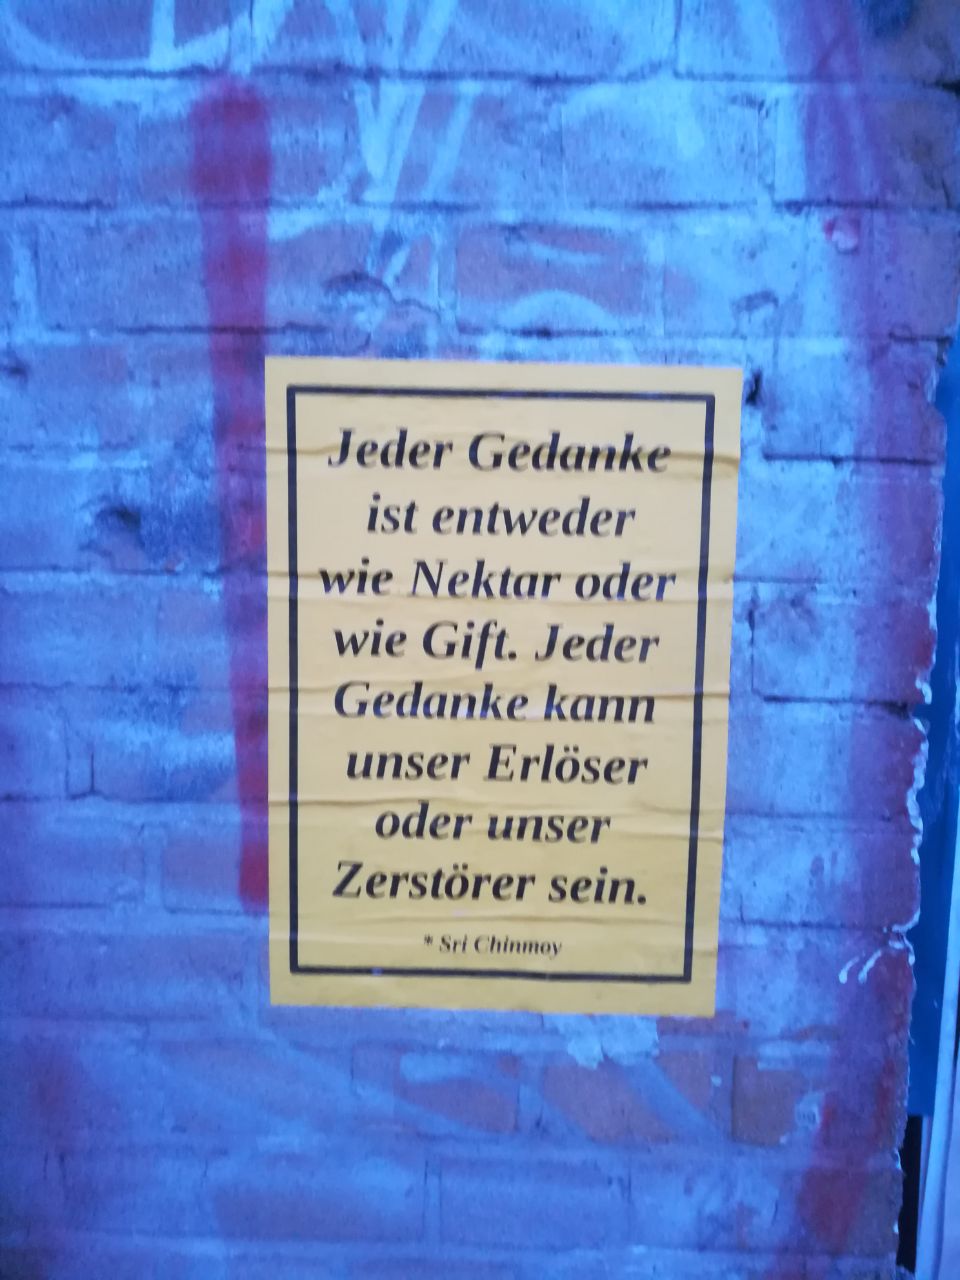 Jeder Gedanke
ist entweder
wie Nektar oder
wie Gift. Jeder
Gedanke kann
unser Erlöser
oder unser
Zerstörer sein.
* Sri Chinmoy